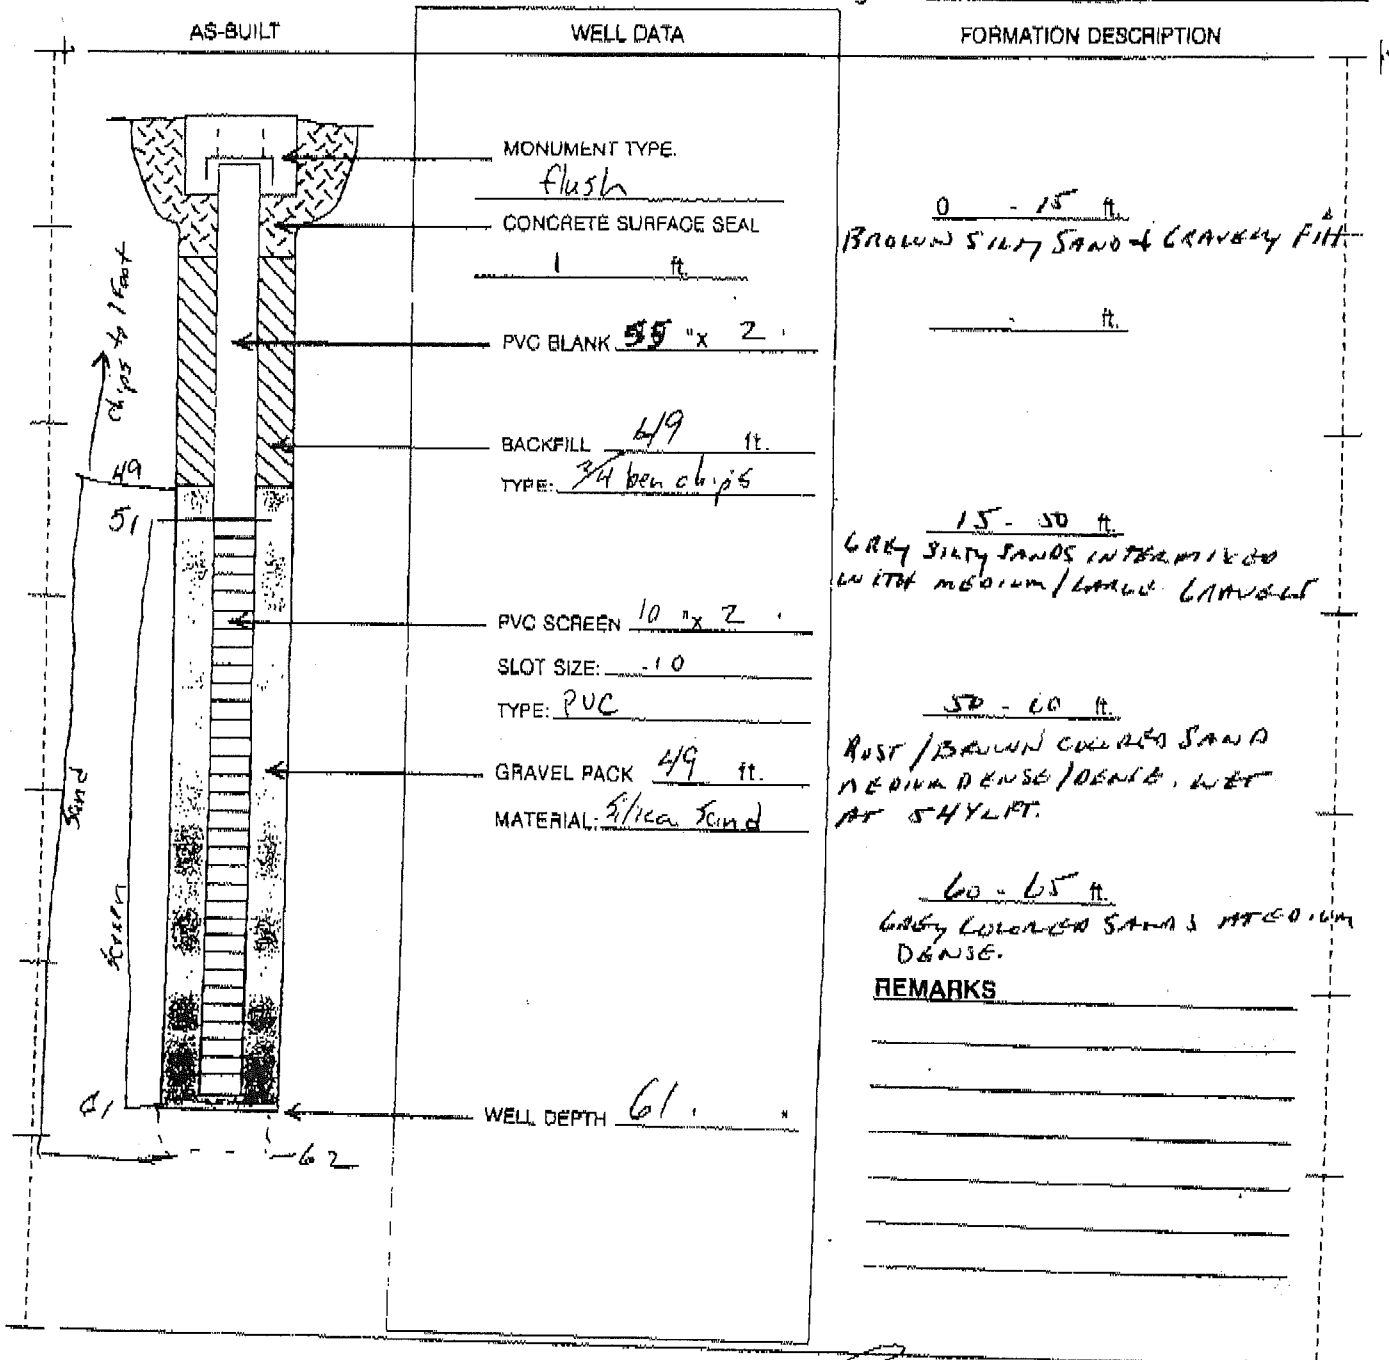 AS-BUILT
WELL DATA
FORMATION DESCRIPTION
MONUMENT TYPE.
flush
CONCRETE SURFACE SEAL
1 ft.
PVC BLANK 55 "x 2 '
BACKFILL 49 ft.
TYPE: 3/4 ben chips
PVC SCREEN 10 "x 2 '
SLOT SIZE: .10
TYPE: PVC
GRAVEL PACK 49 ft.
MATERIAL: Silica Sand
WELL DEPTH 61 ' "
chips to 1 Foot
49
51
Sand
screen
61
62
0 - 15 ft.
BROWN SILTY SAND & GRAVELY Fill
- ft.
15 - 50 ft.
GREY SILTY SANDS INTERMIXED
WITH MEDIUM / LARGE GRAVELS
50 - 60 ft.
RUST / BROWN COLORED SAND
MEDIUM DENSE / DENSE. WET
AT FT.
60 - 65 ft.
GREY COLORED SANDS MEDIUM
DENSE.
REMARKS